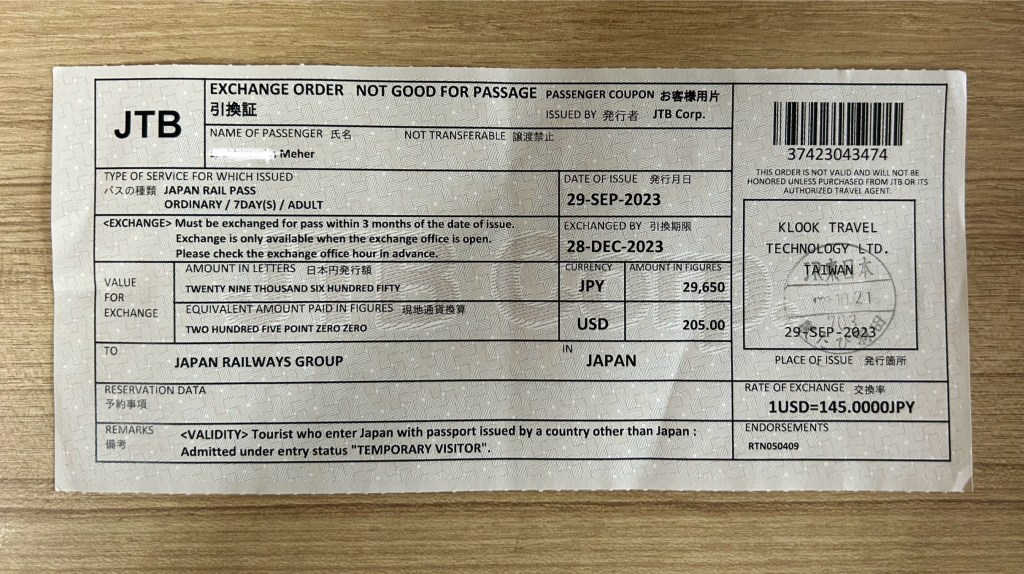 JTB
EXCHANGE ORDER NOT GOOD FOR PASSAGE PASSENGER COUPON お客様用片
引換証
ISSUED BY 発行者 JTB Corp.
NAME OF PASSENGER 氏名 NOT TRANSFERABLE 譲渡禁止
Meher
37423043474
THIS ORDER IS NOT VALID AND WILL NOT BE
HONORED UNLESS PURCHASED FROM JTB OR ITS
AUTHORIZED TRAVEL AGENT.
TYPE OF SERVICE FOR WHICH ISSUED
パスの種類 JAPAN RAIL PASS
ORDINARY / 7DAY(S) / ADULT
DATE OF ISSUE 発行月日
29-SEP-2023
<EXCHANGE> Must be exchanged for pass within 3 months of the date of issue.
Exchange is only available when the exchange office is open.
Please check the exchange office hour in advance.
EXCHANGED BY 引換期限
28-DEC-2023
KLOOK TRAVEL
TECHNOLOGY LTD.
TAIWAN
JR東日本
10.21
29-SEP-2023
PLACE OF ISSUE 発行箇所
VALUE
FOR
EXCHANGE
AMOUNT IN LETTERS 日本円発行額
TWENTY NINE THOUSAND SIX HUNDRED FIFTY
CURRENCY
JPY
AMOUNT IN FIGURES
29,650
EQUIVALENT AMOUNT PAID IN FIGURES 現地通貨換算
TWO HUNDRED FIVE POINT ZERO ZERO
USD
205.00
TO
JAPAN RAILWAYS GROUP
IN
JAPAN
RESERVATION DATA
予約事項
RATE OF EXCHANGE 交換率
1USD=145.0000JPY
REMARKS
備考
<VALIDITY> Tourist who enter Japan with passport issued by a country other than Japan :
Admitted under entry status "TEMPORARY VISITOR".
ENDORSEMENTS
RTN050409